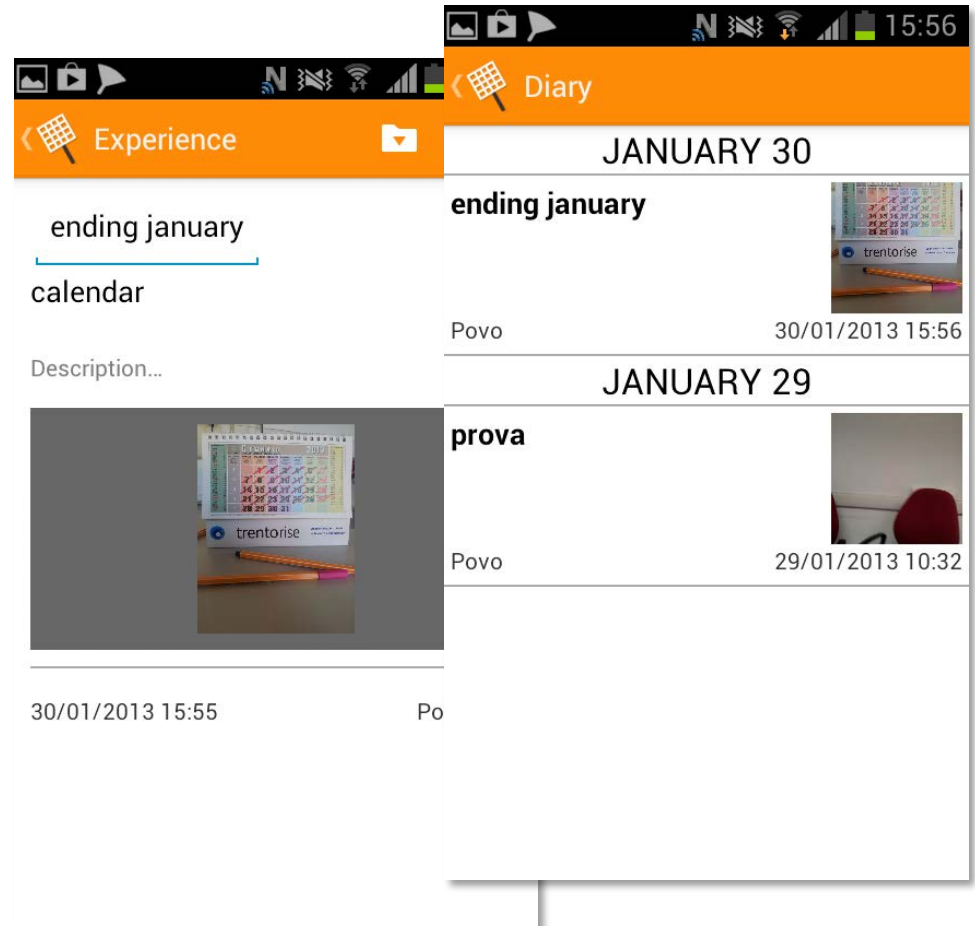 Experience
ending january
calendar
Description...
trentorise
30/01/2013 15:55
Po
15:56
Diary
JANUARY 30
ending january
trentorise
Povo
30/01/2013 15:56
JANUARY 29
prova
Povo
29/01/2013 10:32